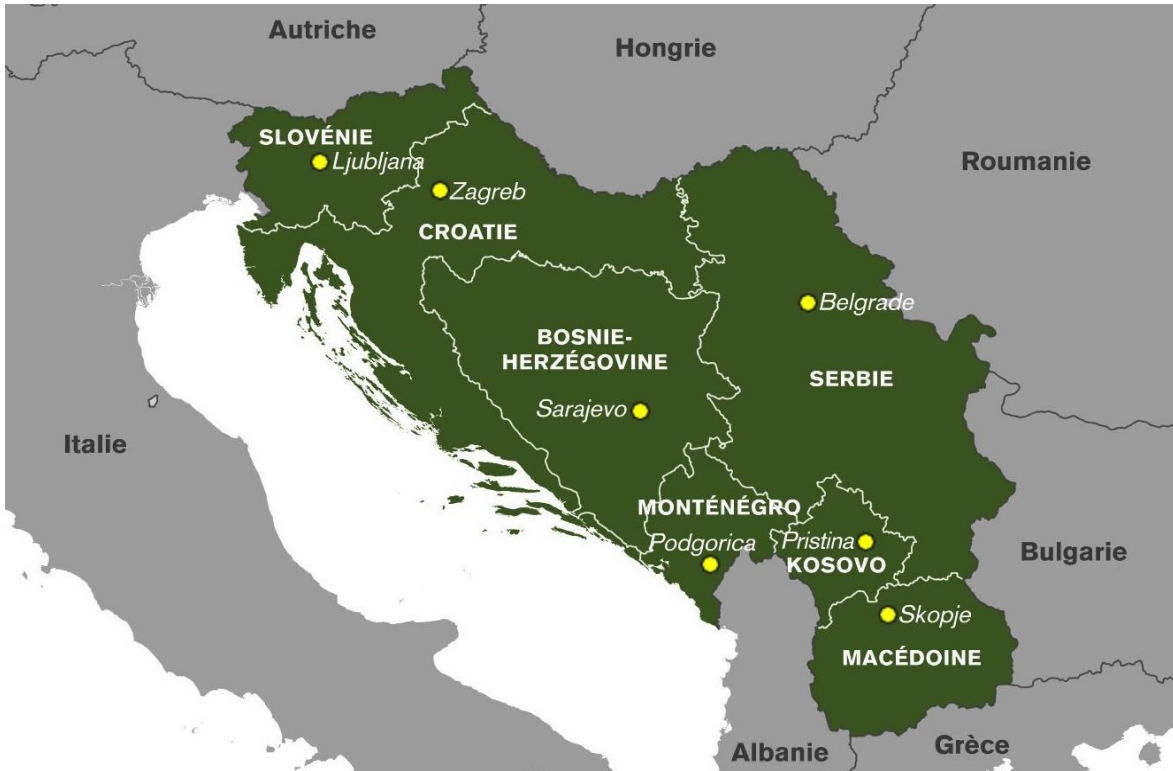 Autriche
Hongrie
SLOVÉNIE
Ljubljana
Roumanie
Zagreb
CROATIE
Belgrade
BOSNIE-
HERZÉGOVINE
SERBIE
Sarajevo
Italie
MONTÉNÉGRO
Podgorica
Pristina
KOSOVO
Bulgarie
Skopje
MACÉDOINE
Albanie
Grèce